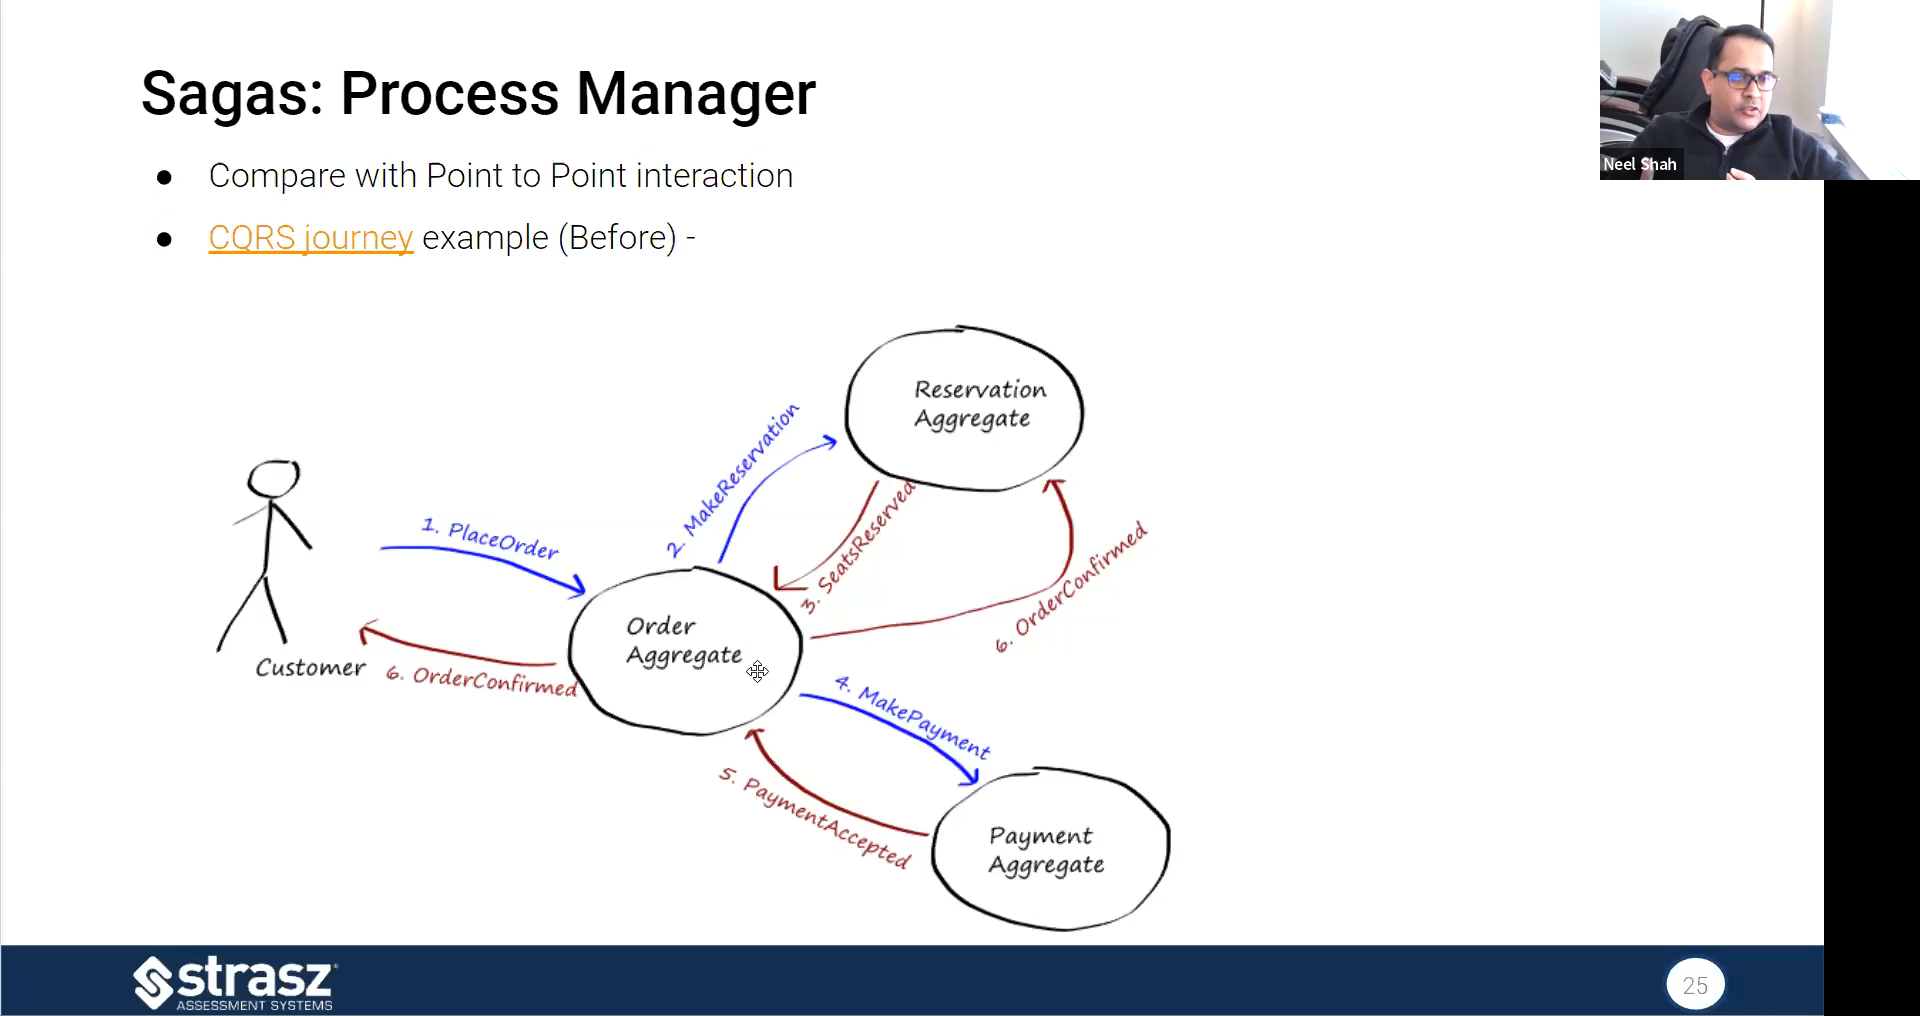 Sagas: Process Manager
Neel Shah
● Compare with Point to Point interaction
● CQRS journey example (Before) -
Reservation
Aggregate
2. MakeReservation
3. SeatsReserved
1. PlaceOrder
6. OrderConfirmed
Order
Aggregate
Customer
6. OrderConfirmed
4. MakePayment
5. PaymentAccepted
Payment
Aggregate
strasz
ASSESSMENT SYSTEMS
25